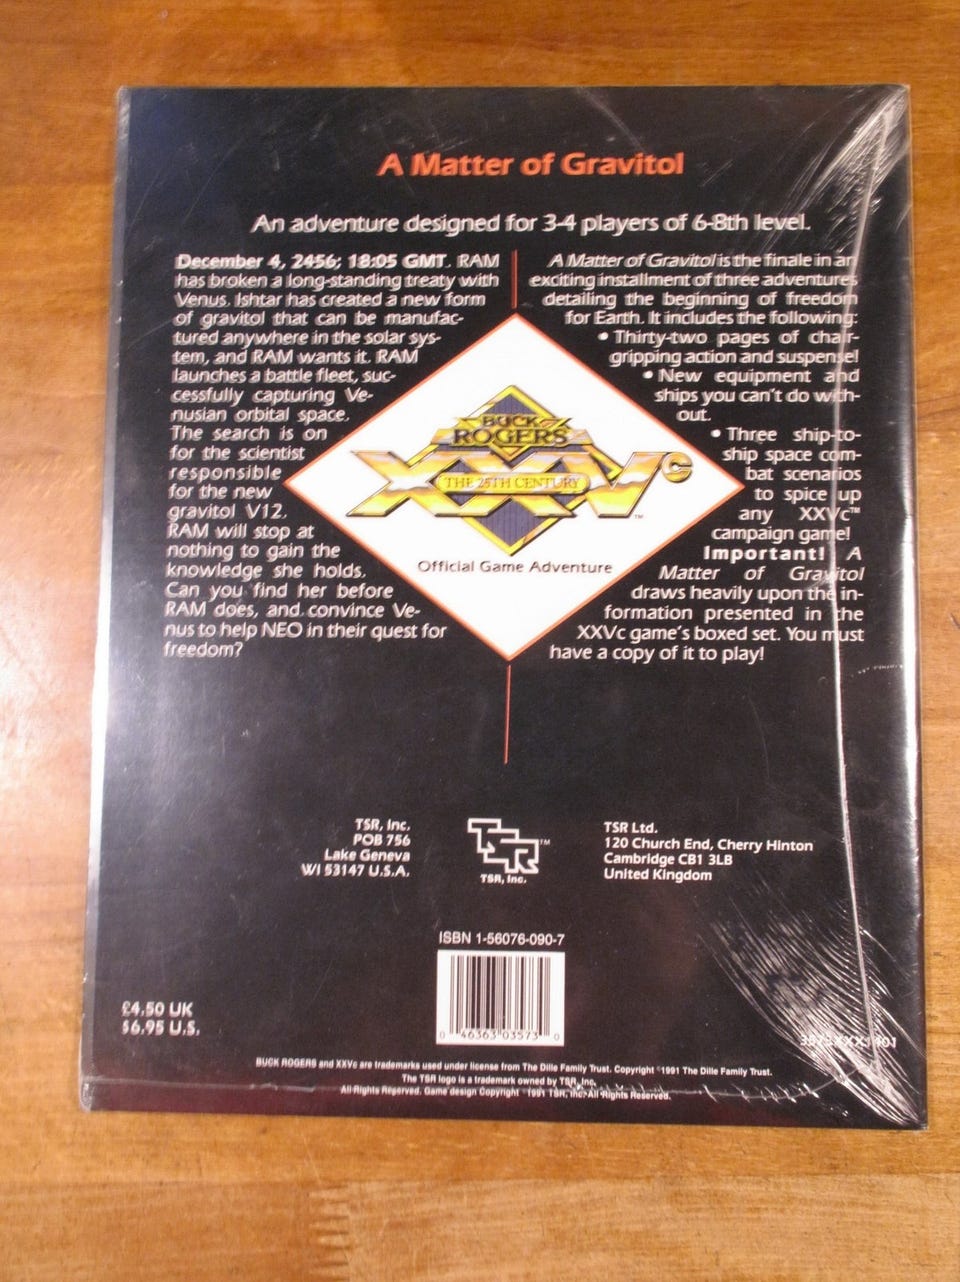 A Matter of Gravitol
An adventure designed for 3-4 players of 6-8th level.
December 4, 2456; 18:05 GMT. RAM
has broken a long-standing treaty with
Venus. Ishtar has created a new form
of gravitol that can be manufac-
tured anywhere in the solar sys-
tem, and RAM wants it. RAM
launches a battle fleet, suc-
cessfully capturing Ve-
nusian orbital space.
The search is on
for the scientist
responsible
for the new
gravitol V12.
RAM will stop at
nothing to gain the
knowledge she holds.
Can you find her before
RAM does, and convince Ve-
nus to help NEO in their quest for
freedom?
A Matter of Gravitol is the finale in an
exciting installment of three adventures
detailing the beginning of freedom
for Earth. It includes the following:
• Thirty-two pages of chair-
gripping action and suspense!
• New equipment and
ships you can't do with-
out.
• Three ship-to-
ship space com-
bat scenarios
to spice up
any XXVc™
campaign game!
Important! A
Matter of Gravitol
draws heavily upon the in-
formation presented in the
XXVc game's boxed set. You must
have a copy of it to play!
BUCK
ROGERS
XXVc
THE 25TH CENTURY
™
Official Game Adventure
TSR, Inc.
POB 756
Lake Geneva
WI 53147 U.S.A.
TSR™
TSR, Inc.
TSR Ltd.
120 Church End, Cherry Hinton
Cambridge CB1 3LB
United Kingdom
ISBN 1-56076-090-7
0 46363 03573 0
£4.50 UK
$6.95 U.S.
3573XXX1401
BUCK ROGERS and XXVc are trademarks used under license from The Dille Family Trust. Copyright 1991 The Dille Family Trust.
The TSR logo is a trademark owned by TSR, Inc.
All Rights Reserved. Game design Copyright 1991 TSR, Inc. All Rights Reserved.